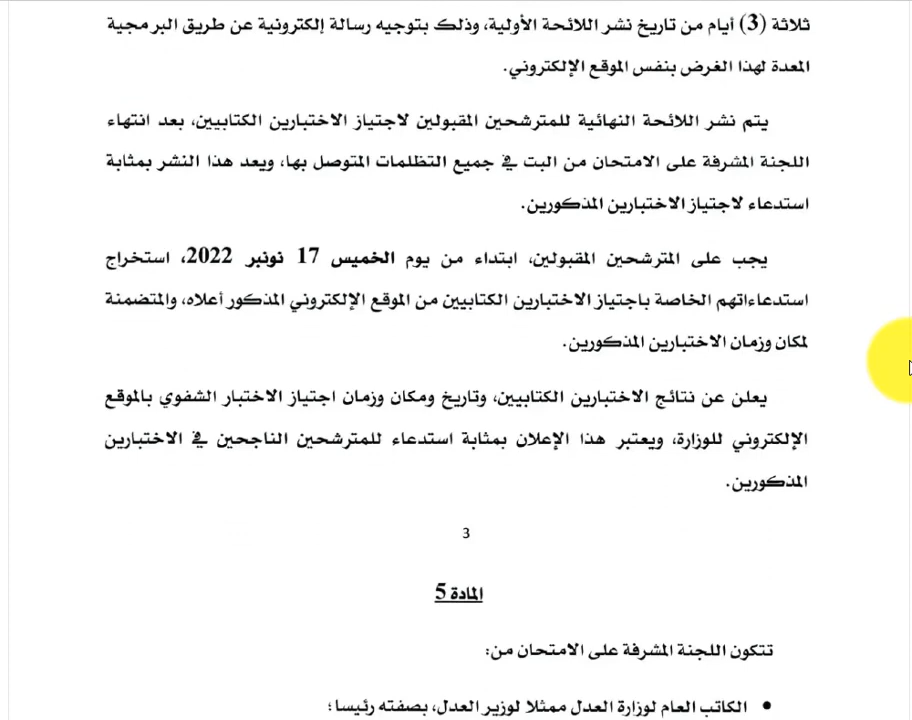 ثلاثة (3) أيام من تاريخ نشر اللائحة الأولية، وذلك بتوجيه رسالة إلكترونية عن طريق البرمجية
المعدة لهذا الغرض بنفس الموقع الإلكتروني.
يتم نشر اللائحة النهائية للمترشحين المقبولين لاجتياز الاختبارين الكتابيين، بعد انتهاء
اللجنة المشرفة على الامتحان من البت في جميع التظلمات المتوصل بها، ويعد هذا النشر بمثابة
استدعاء لاجتياز الاختبارين المذكورين.
يجب على المترشحين المقبولين، ابتداء من يوم الخميس 17 نونبر 2022، استخراج
استدعاءاتهم الخاصة باجتياز الاختبارين الكتابيين من الموقع الإلكتروني المذكور أعلاه، والمتضمنة
لمكان وزمان الاختبارين المذكورين.
يعلن عن نتائج الاختبارين الكتابيين، وتاريخ ومكان وزمان اجتياز الاختبار الشفوي بالموقع
الإلكتروني للوزارة، ويعتبر هذا الإعلان بمثابة استدعاء للمترشحين الناجحين في الاختبارين
المذكورين.
3
المادة 5
تتكون اللجنة المشرفة على الامتحان من:
• الكاتب العام لوزارة العدل ممثلا لوزير العدل، بصفته رئيسا؛